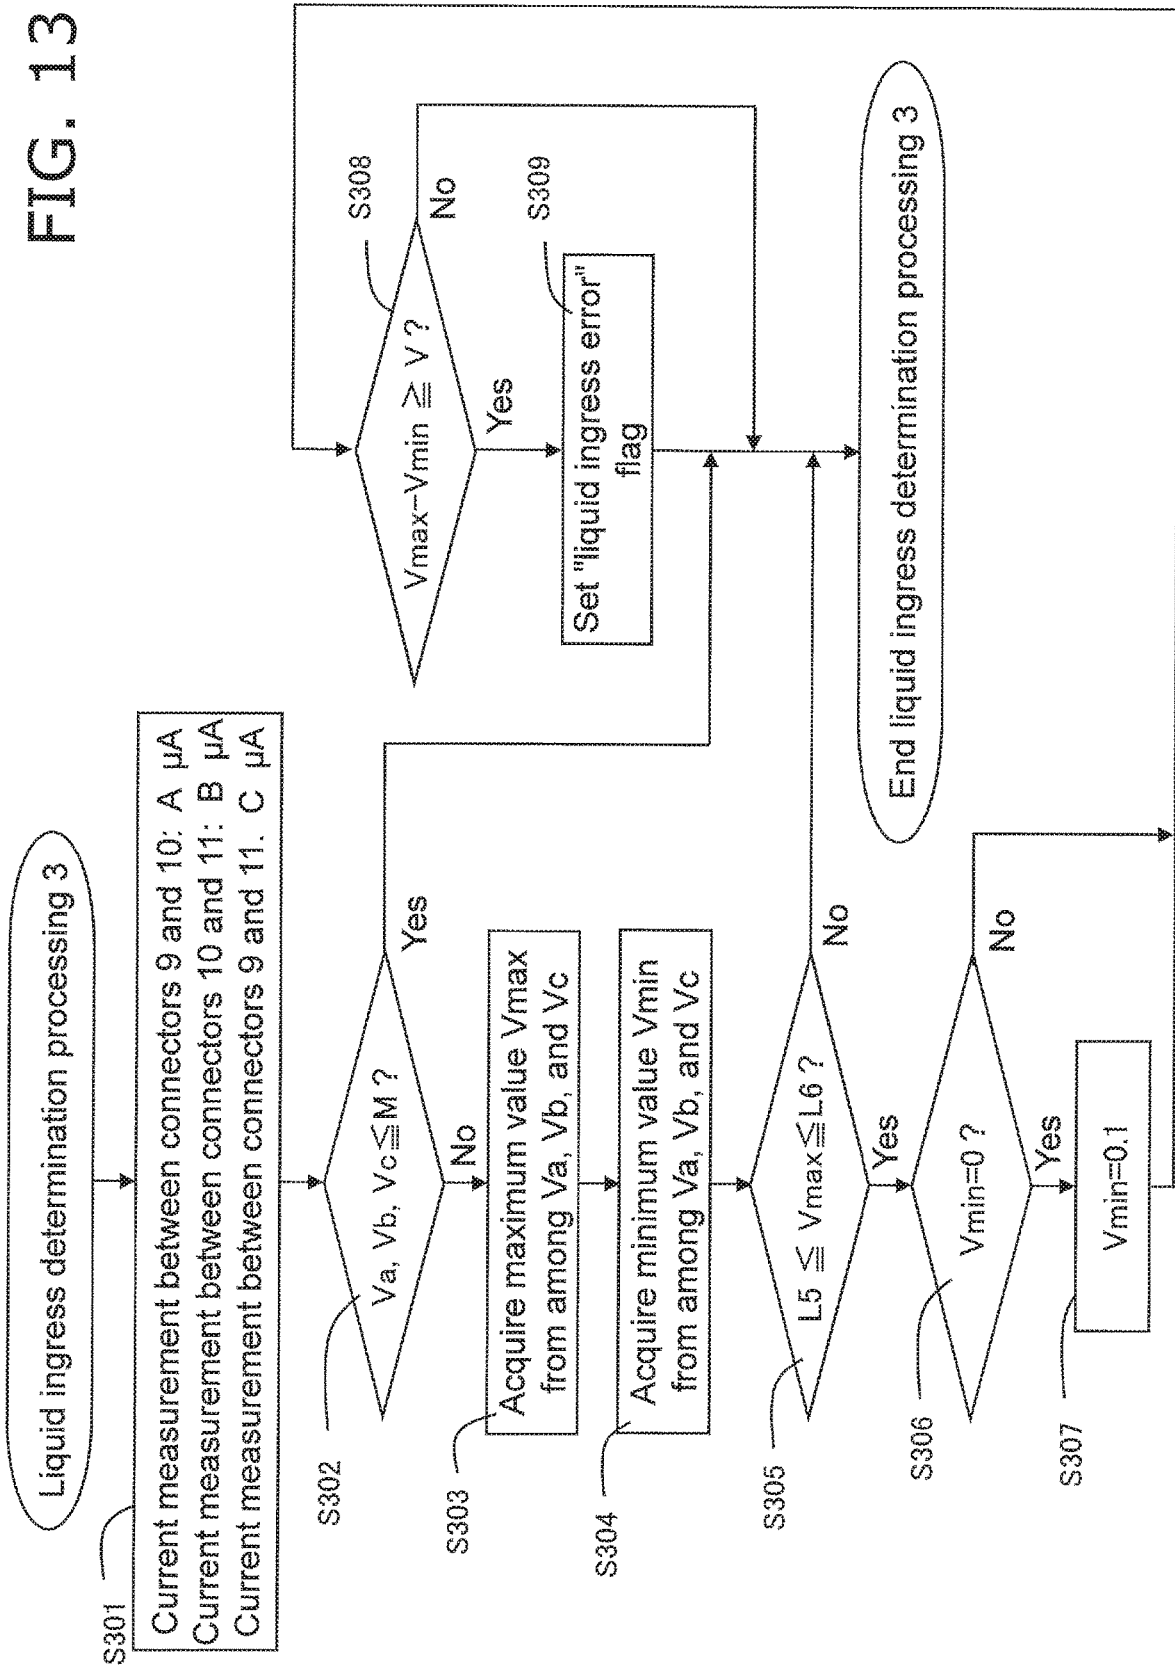 FIG. 13
Liquid ingress determination processing 3
S301
Current measurement between connectors 9 and 10: A µA
Current measurement between connectors 10 and 11: B µA
Current measurement between connectors 9 and 11. C µA
S302
Va, Vb, Vc≦M ?
Yes
No
S303
Acquire maximum value Vmax
from among Va, Vb, and Vc
S304
Acquire minimum value Vmin
from among Va, Vb, and Vc
S305
L5 ≦ Vmax≦L6 ?
No
Yes
S306
Vmin=0 ?
No
Yes
S307
Vmin=0.1
S308
Vmax−Vmin ≧ V ?
No
Yes
S309
Set "liquid ingress error"
flag
End liquid ingress determination processing 3